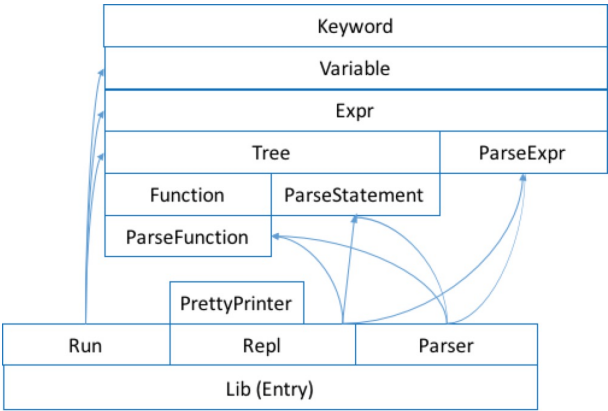 Keyword
Variable
Expr
Tree
ParseExpr
Function
ParseStatement
ParseFunction
PrettyPrinter
Run
Repl
Parser
Lib (Entry)